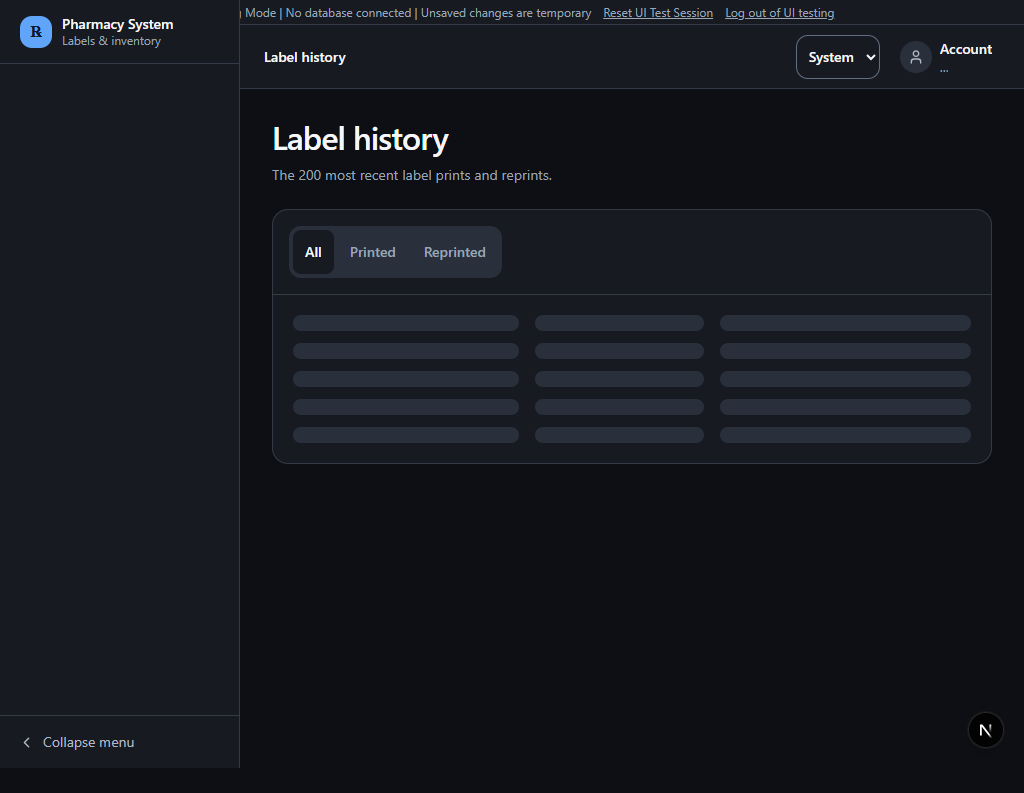 ℞
Pharmacy System
Labels & inventory
Mode | No database connected | Unsaved changes are temporary Reset UI Test Session Log out of UI testing
Label history
System
Account
...
Label history
The 200 most recent label prints and reprints.
All Printed Reprinted
Collapse menu
N